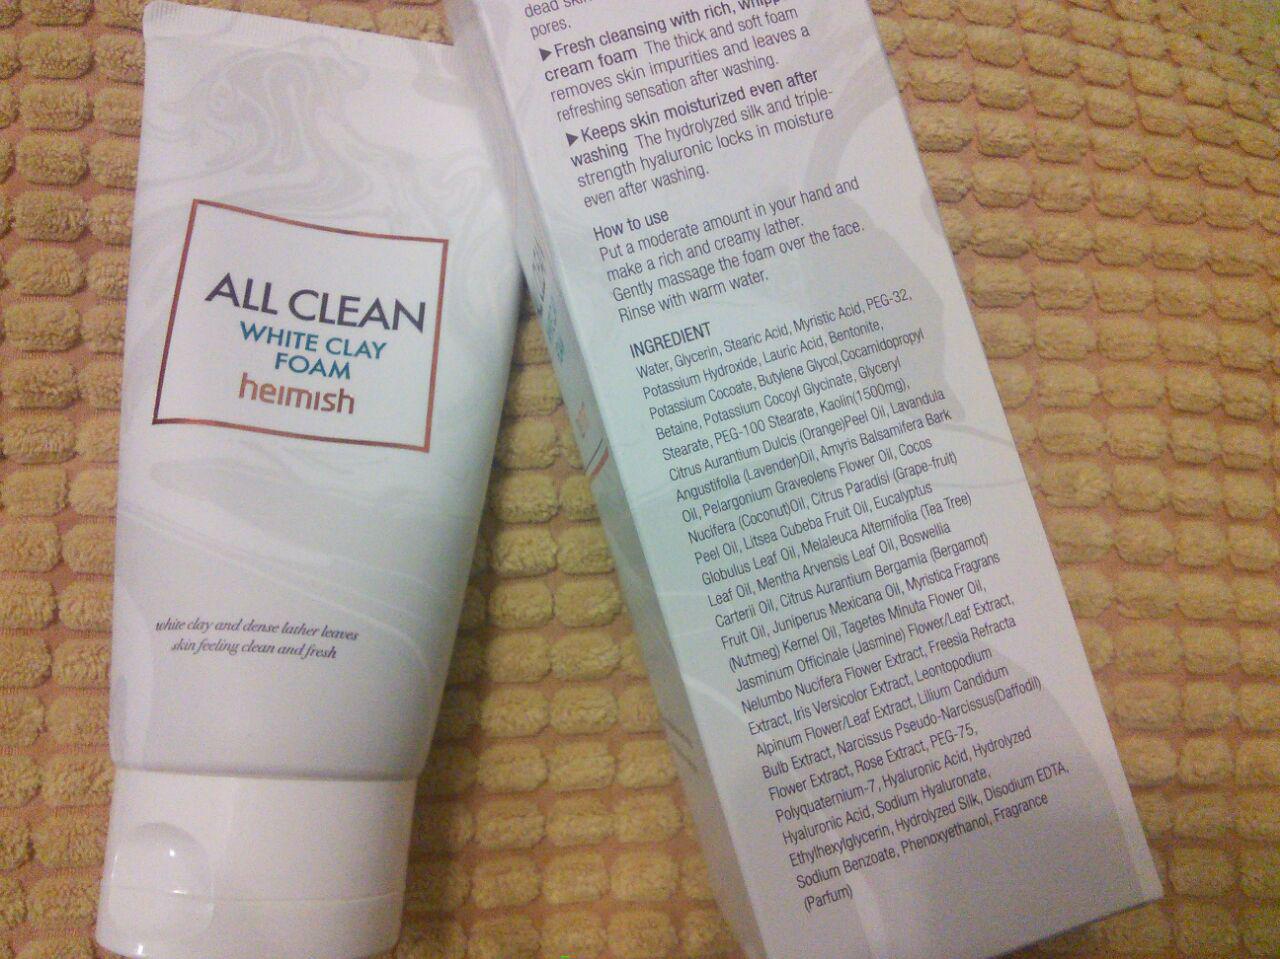 ALL CLEAN
WHITE CLAY
FOAM
heimish
white clay and dense lather leaves
skin feeling clean and fresh
dead
pores.
▶Fresh cleansing with rich,
cream foam The thick and soft foam
removes skin impurities and leaves a
refreshing sensation after washing.
▶Keeps skin moisturized even after
washing The hydrolyzed silk and triple-
strength hyaluronic locks in moisture
even after washing.
How to use
Put a moderate amount in your hand and
make a rich and creamy lather.
Gently massage the foam over the face.
Rinse with warm water.
INGREDIENT
Water, Glycerin, Stearic Acid, Myristic Acid, PEG-32,
Potassium Hydroxide, Lauric Acid, Bentonite,
Potassium Cocoate, Butylene Glycol,Cocamidopropyl
Betaine, Potassium Cocoyl Glycinate, Glyceryl
Stearate, PEG-100 Stearate, Kaolin(1500mg),
Citrus Aurantium Dulcis (Orange)Peel Oil, Lavandula
Angustifolia (Lavender)Oil, Amyris Balsamifera Bark
Oil, Pelargonium Graveolens Flower Oil, Cocos
Nucifera (Coconut)Oil, Citrus Paradisi (Grape-fruit)
Peel Oil, Litsea Cubeba Fruit Oil, Eucalyptus
Globulus Leaf Oil, Melaleuca Alternifolia (Tea Tree)
Leaf Oil, Mentha Arvensis Leaf Oil, Boswellia
Carterii Oil, Citrus Aurantium Bergamia (Bergamot)
Fruit Oil, Juniperus Mexicana Oil, Myristica Fragrans
(Nutmeg) Kernel Oil, Tagetes Minuta Flower Oil,
Jasminum Officinale (Jasmine) Flower/Leaf Extract,
Nelumbo Nucifera Flower Extract, Freesia Refracta
Extract, Iris Versicolor Extract, Leontopodium
Alpinum Flower/Leaf Extract, Lilium Candidum
Bulb Extract, Narcissus Pseudo-Narcissus(Daffodil)
Flower Extract, Rose Extract, PEG-75,
Polyquaternium-7, Hyaluronic Acid, Hydrolyzed
Hyaluronic Acid, Sodium Hyaluronate,
Ethylhexylglycerin, Hydrolyzed Silk, Disodium EDTA,
Sodium Benzoate, Phenoxyethanol, Fragrance
(Parfum)